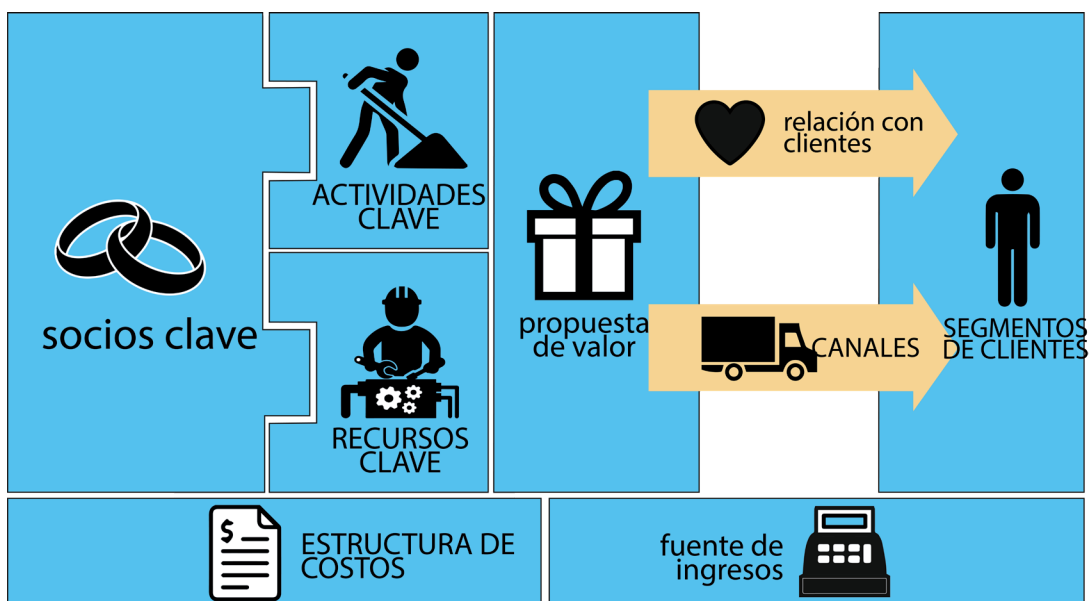 socios clave
ACTIVIDADES
CLAVE
RECURSOS
CLAVE
propuesta
de valor
relación con
clientes
CANALES
SEGMENTOS
DE CLIENTES
$
ESTRUCTURA DE
COSTOS
fuente de
ingresos